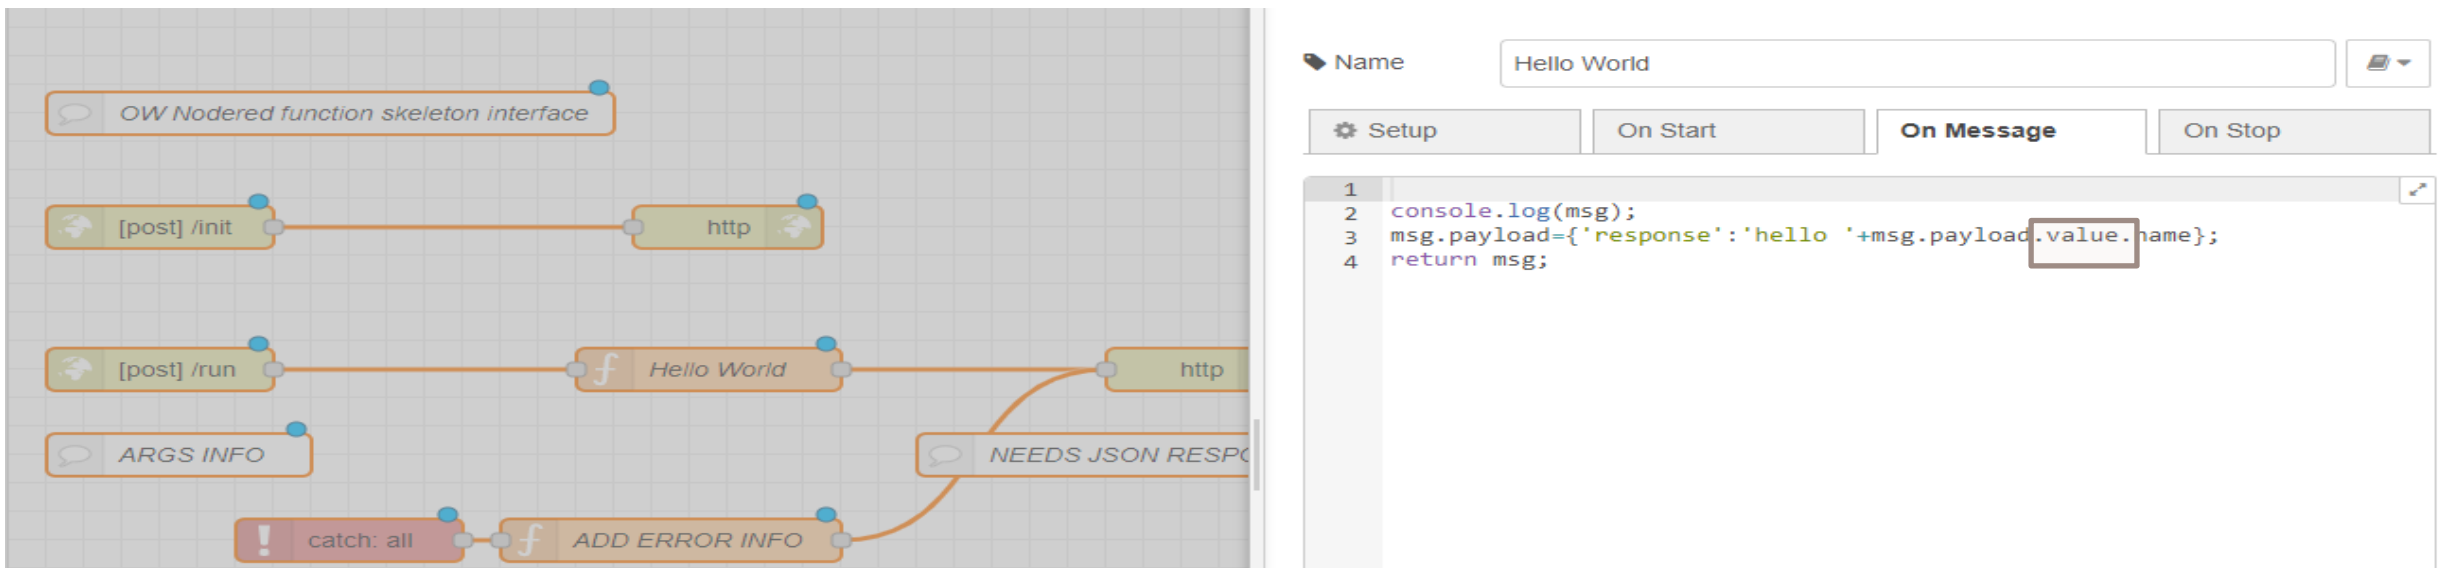 OW Nodered function skeleton interface
[post] /init
http
[post] /run
Hello World
http
ARGS INFO
NEEDS JSON
catch: all
ADD ERROR INFO
Name
Hello World
Setup
On Start
On Message
On Stop
1
2 console.log(msg);
3 msg.payload={'response':'hello '+msg.payload.value.name};
4 return msg;